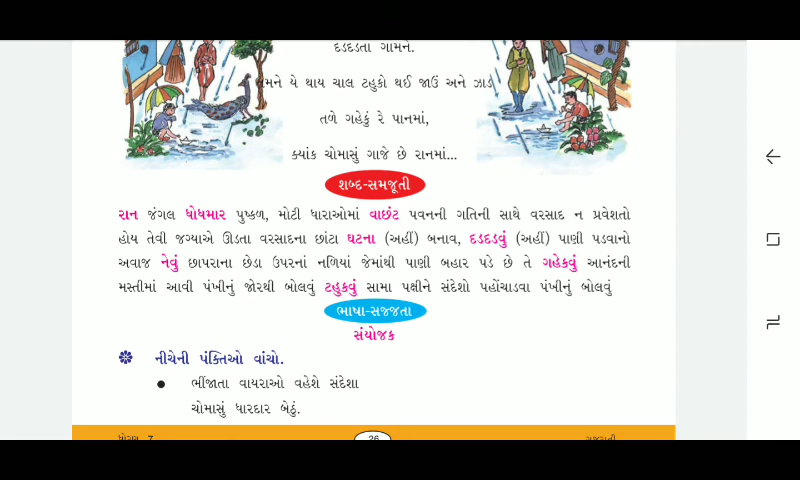 દડદડતા ગામને.
મને યે થાય ચાલ ટહુકો થઈ જાઉં અને ઝાડ
તળે ગહેકું રે પાનમાં,
ક્યાંક ચોમાસું ગાજે છે રાનમાં...
શબ્દ-સમજૂતી
રાન જંગલ ધોધમાર પુષ્કળ, મોટી ધારાઓમાં વાછંટ પવનની ગતિની સાથે વરસાદ ન પ્રવેશતો
હોય તેવી જગ્યાએ ઊડતા વરસાદના છાંટા ઘટના (અહીં) બનાવ, દડદડવું (અહીં) પાણી પડવાનો
અવાજ નેવું છાપરાના છેડા ઉપરનાં નળિયાં જેમાંથી પાણી બહાર પડે છે તે ગહેકવું આનંદની
મસ્તીમાં આવી પંખીનું જોરથી બોલવું ટહુકવું સામા પક્ષીને સંદેશો પહોંચાડવા પંખીનું બોલવું
ભાષા-સજ્જતા
સંયોજક
નીચેની પંક્તિઓ વાંચો.
● ભીંજાતા વાયરાઓ વહેશે સંદેશા
ચોમાસું ધારદાર બેઠું.
ધોરણ 7 26 ગુજરાતી